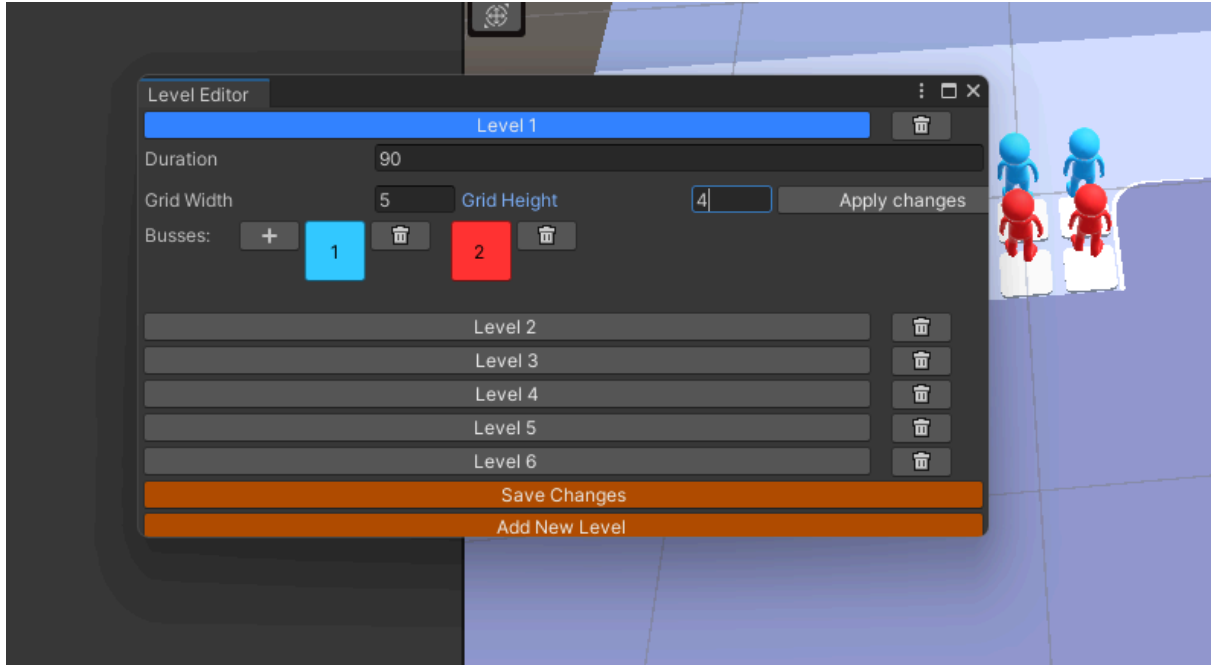 Level Editor
Level 1
Duration 90
Grid Width 5 Grid Height 4 Apply changes
Busses: + 1 2
Level 2
Level 3
Level 4
Level 5
Level 6
Save Changes
Add New Level